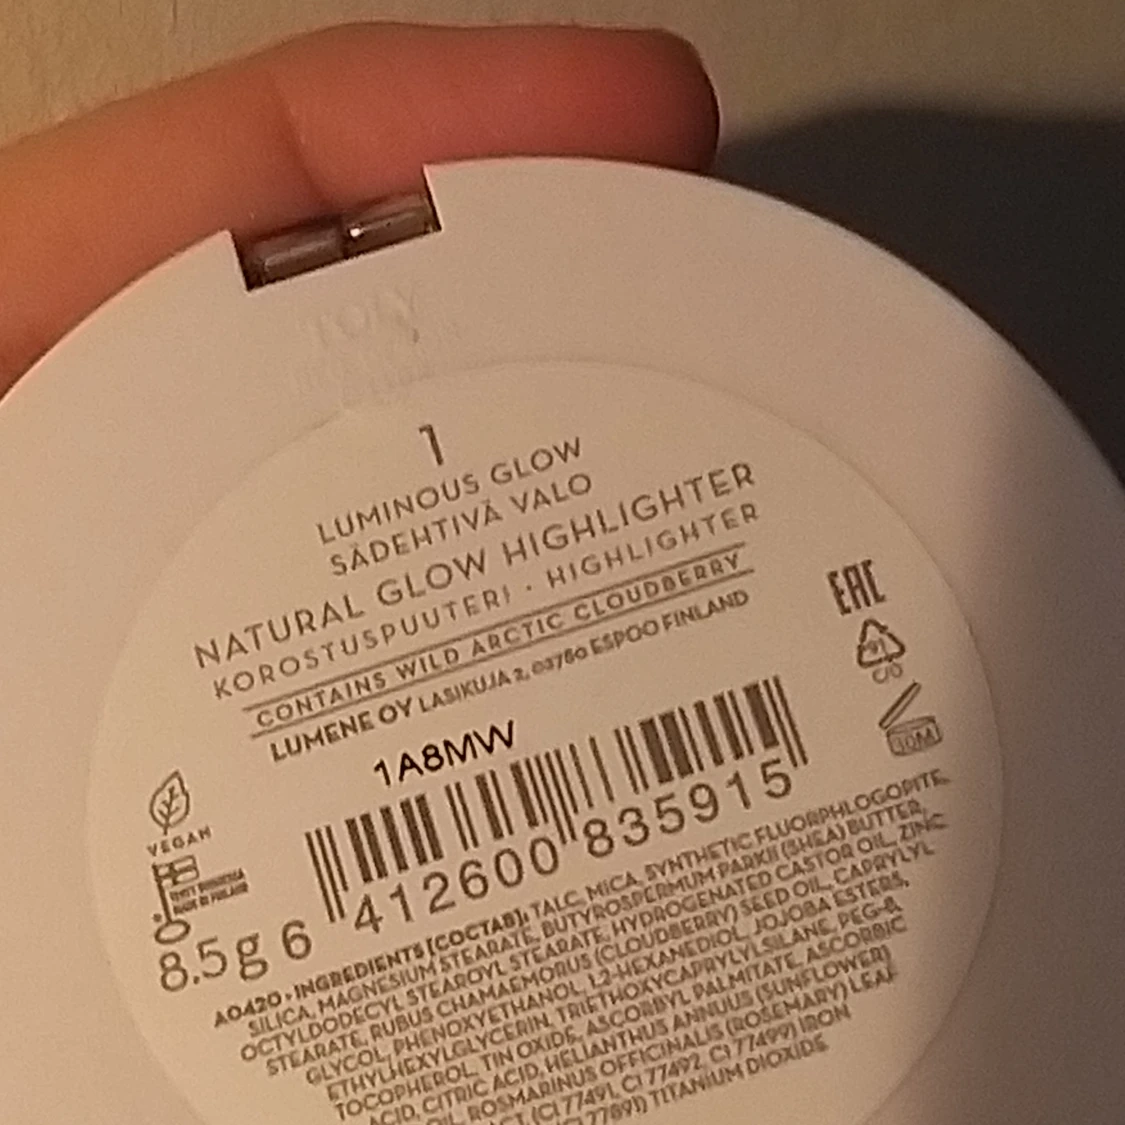 TOLY
1
LUMINOUS GLOW
SÄDEHTIVÄ VALO
NATURAL GLOW HIGHLIGHTER
KOROSTUSPUUTERI · HIGHLIGHTER
CONTAINS WILD ARCTIC CLOUDBERRY
LUMENE OY LASIKUJA 2, 02780 ESPOO FINLAND
EAC
C/O
1A8MW
VEGAN
8.5g
6 412600 835915
A0420 · INGREDIENTS [СОСТАВ]: TALC, MICA, SYNTHETIC FLUORPHLOGOPITE,
SILICA, MAGNESIUM STEARATE, BUTYROSPERMUM PARKII (SHEA) BUTTER,
OCTYLDODECYL STEAROYL STEARATE, HYDROGENATED CASTOR OIL, ZINC
STEARATE, RUBUS CHAMAEMORUS (CLOUDBERRY) SEED OIL, CAPRYLYL
GLYCOL, PHENOXYETHANOL, 1,2-HEXANEDIOL, JOJOBA ESTERS,
ETHYLHEXYLGLYCERIN, TRIETHOXYCAPRYLYLSILANE, PEG-8,
TOCOPHEROL, TIN OXIDE, ASCORBYL PALMITATE, ASCORBIC
ACID, CITRIC ACID, HELIANTHUS ANNUUS (SUNFLOWER)
OIL, ROSMARINUS OFFICINALIS (ROSEMARY) LEAF
(CI 77491, CI 77492, CI 77499) IRON
77891) TITANIUM DIOXIDE